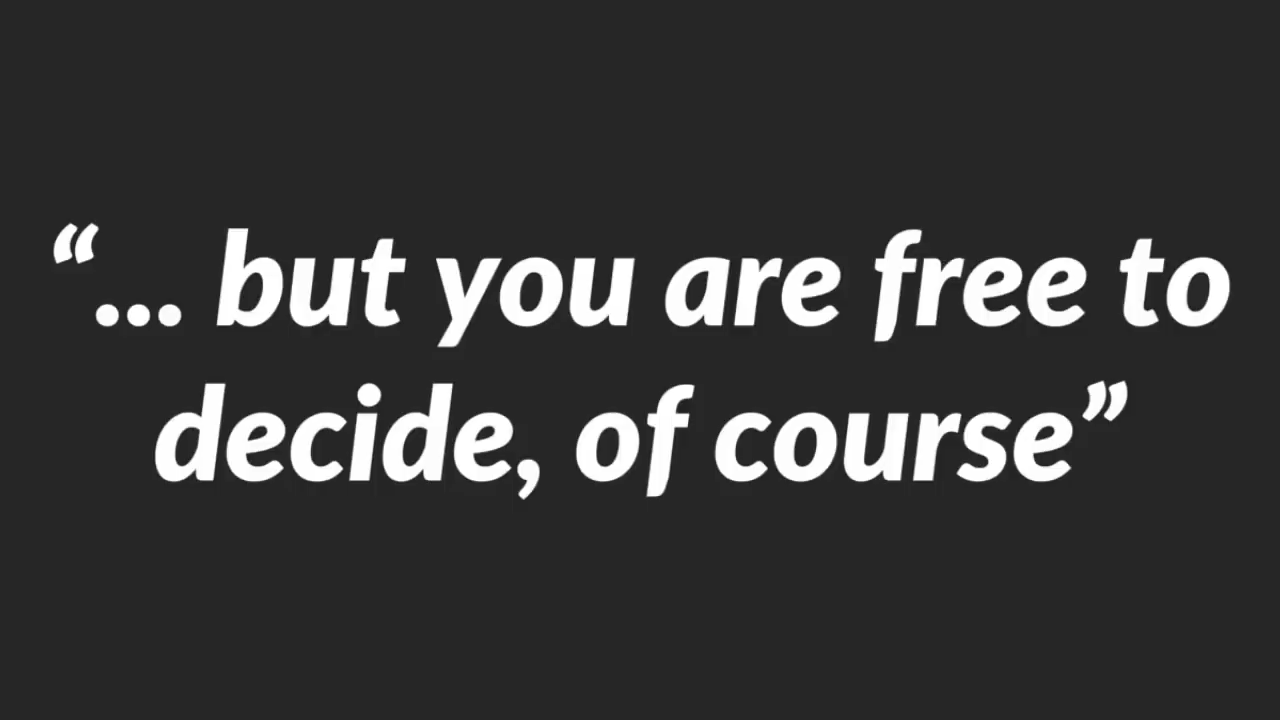 “... but you are free to
decide, of course”